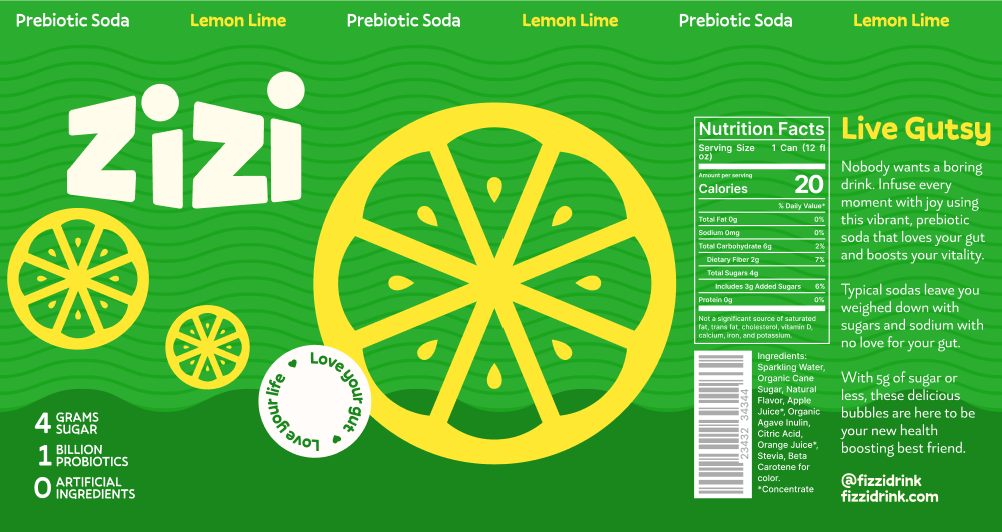 Prebiotic Soda Lemon Lime Prebiotic Soda Lemon Lime Prebiotic Soda Lemon Lime
zizi
4 GRAMS
SUGAR
1 BILLION
PROBIOTICS
0 ARTIFICIAL
INGREDIENTS
Love your gut ♥ Love your life ♥
Nutrition Facts
Serving Size 1 Can (12 fl
oz)
Amount per serving
Calories 20
% Daily Value*
Total Fat 0g 0%
Sodium 0mg 0%
Total Carbohydrate 6g 2%
Dietary Fiber 2g 7%
Total Sugars 4g
Includes 3g Added Sugars 6%
Protein 0g 0%
Not a significant source of saturated
fat, trans fat, cholesterol, vitamin D,
calcium, iron, and potassium.
23432 34344
Ingredients:
Sparkling Water,
Organic Cane
Sugar, Natural
Flavor, Apple
Juice*, Organic
Agave Inulin,
Citric Acid,
Orange Juice*,
Stevia, Beta
Carotene for
color.
*Concentrate
Live Gutsy
Nobody wants a boring
drink. Infuse every
moment with joy using
this vibrant, prebiotic
soda that loves your gut
and boosts your vitality.
Typical sodas leave you
weighed down with
sugars and sodium with
no love for your gut.
With 5g of sugar or
less, these delicious
bubbles are here to be
your new health
boosting best friend.
@fizzidrink
fizzidrink.com